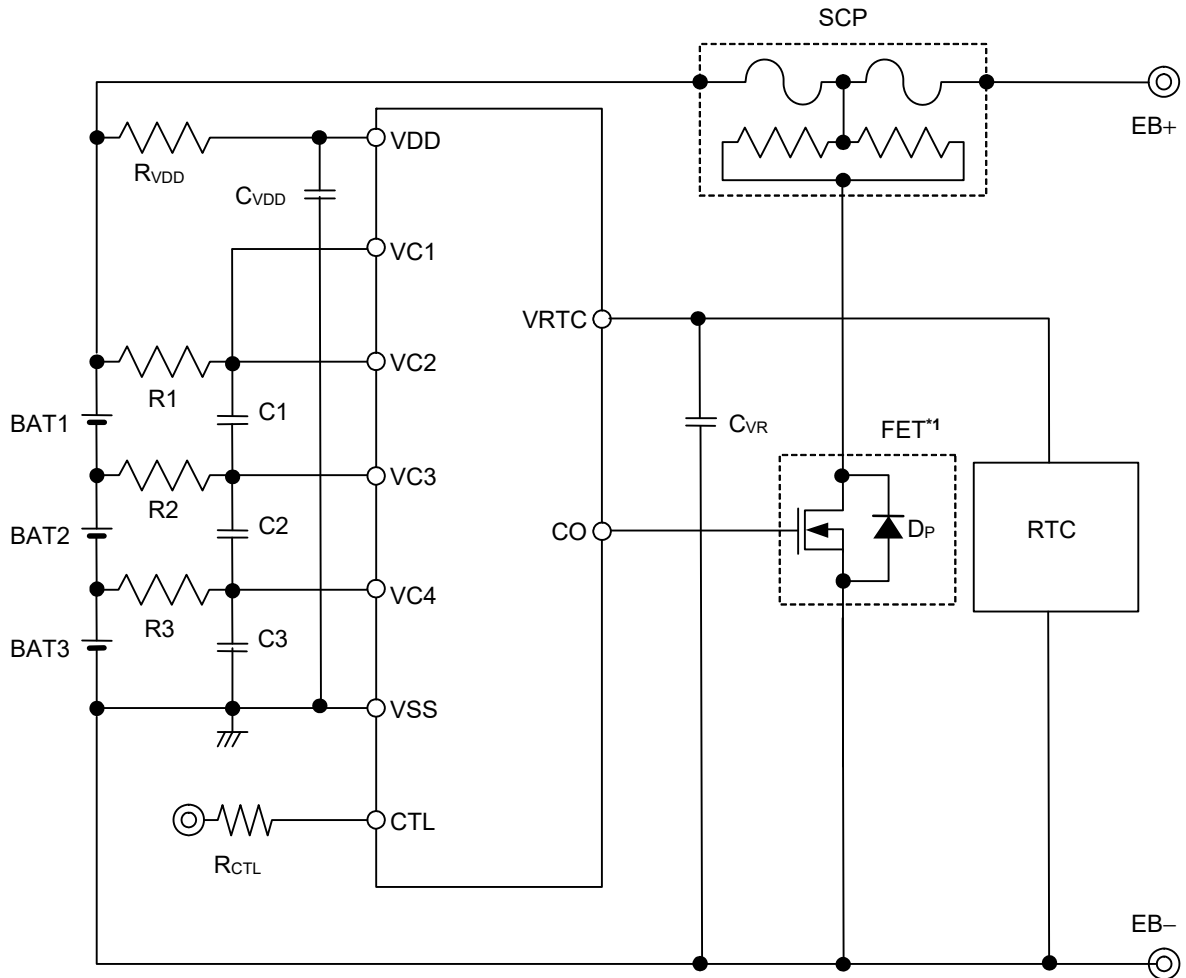 SCP
EB+
VDD
RVDD
CVDD
VC1
VRTC
VC2
R1
BAT1
C1
CVR
FET*1
VC3
R2
BAT2
C2
CO
DP
RTC
VC4
R3
BAT3
C3
VSS
CTL
RCTL
EB−